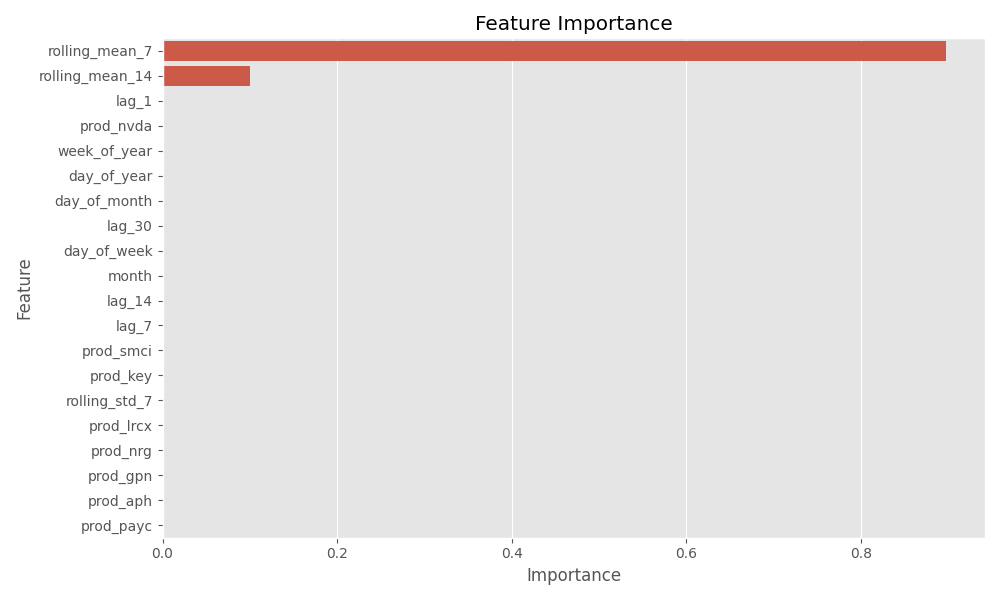 Feature Importance
Feature
rolling_mean_7
rolling_mean_14
lag_1
prod_nvda
week_of_year
day_of_year
day_of_month
lag_30
day_of_week
month
lag_14
lag_7
prod_smci
prod_key
rolling_std_7
prod_lrcx
prod_nrg
prod_gpn
prod_aph
prod_payc
0.0 0.2 0.4 0.6 0.8
Importance